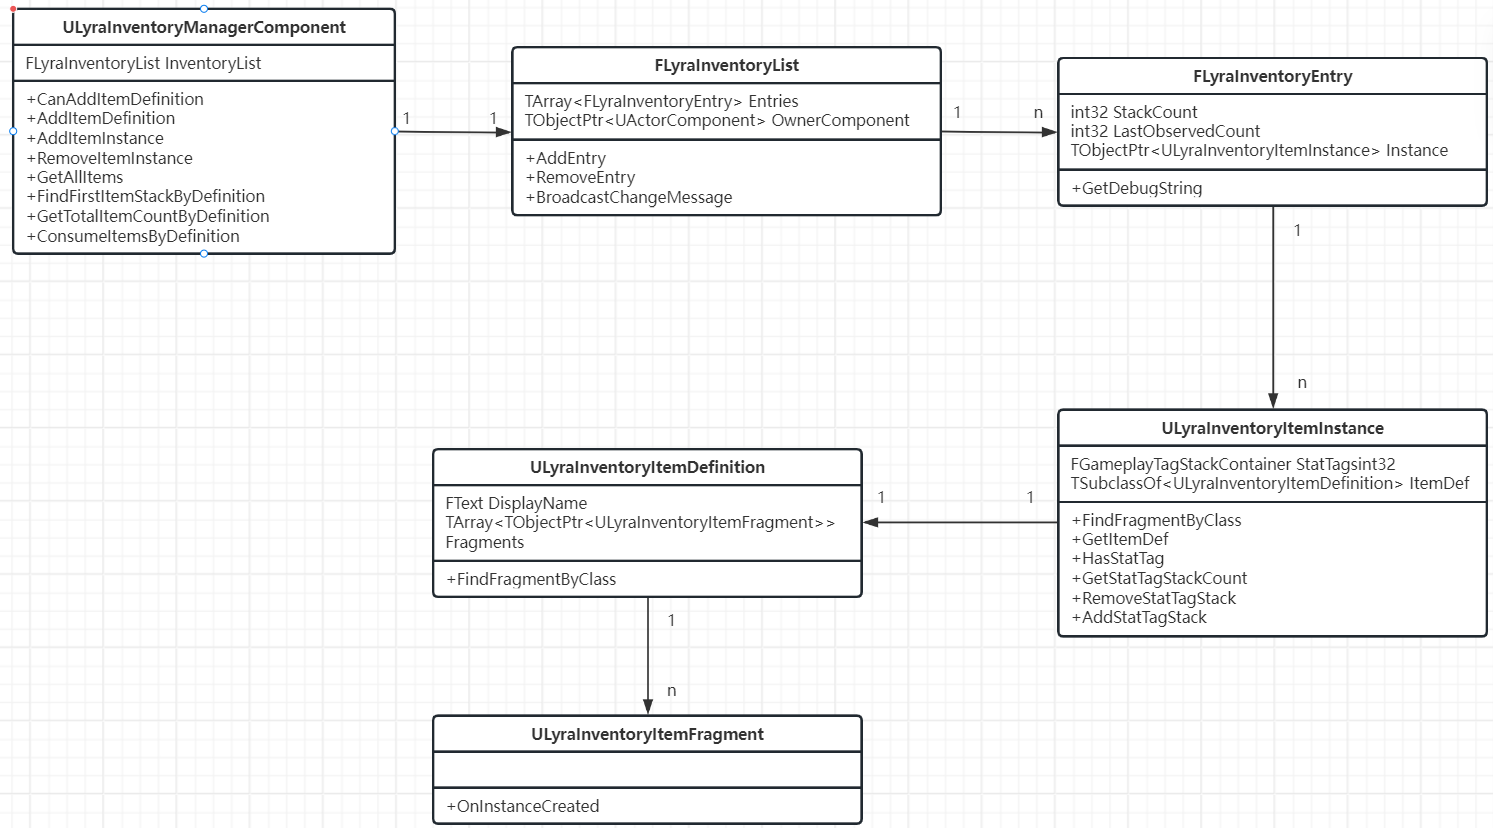 ULyraInventoryManagerComponent
FLyraInventoryList InventoryList
+CanAddItemDefinition
+AddItemDefinition
+AddItemInstance
+RemoveItemInstance
+GetAllItems
+FindFirstItemStackByDefinition
+GetTotalItemCountByDefinition
+ConsumeItemsByDefinition
1
1
FLyraInventoryList
TArray<FLyraInventoryEntry> Entries
TObjectPtr<UActorComponent> OwnerComponent
+AddEntry
+RemoveEntry
+BroadcastChangeMessage
1
n
FLyraInventoryEntry
int32 StackCount
int32 LastObservedCount
TObjectPtr<ULyraInventoryItemInstance> Instance
+GetDebugString
1
n
ULyraInventoryItemInstance
FGameplayTagStackContainer StatTagsint32
TSubclassOf<ULyraInventoryItemDefinition> ItemDef
+FindFragmentByClass
+GetItemDef
+HasStatTag
+GetStatTagStackCount
+RemoveStatTagStack
+AddStatTagStack
1
1
ULyraInventoryItemDefinition
FText DisplayName
TArray<TObjectPtr<ULyraInventoryItemFragment>>
Fragments
+FindFragmentByClass
1
n
ULyraInventoryItemFragment
+OnInstanceCreated